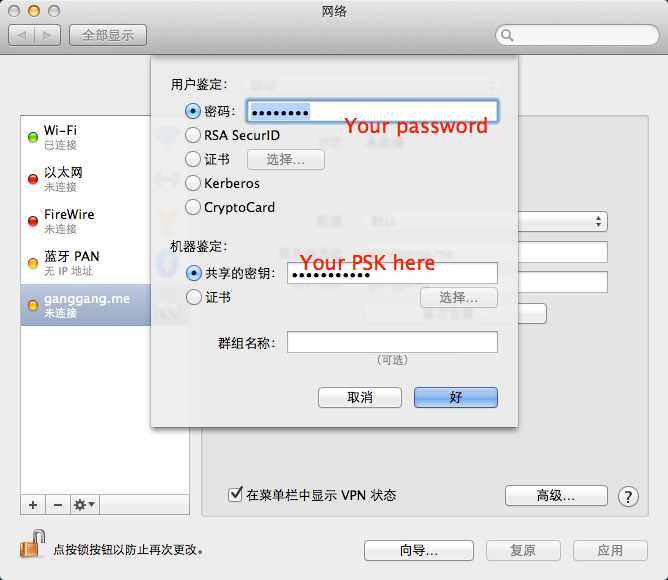 网络
全部显示
用户鉴定：
自动
密码：
Your password
RSA SecurID
证书
选择...
Kerberos
CryptoCard
机器鉴定：
Your PSK here
共享的密钥：
证书
选择...
群组名称：
(可选)
取消
好
Wi-Fi
已连接
以太网
未连接
FireWire
未连接
蓝牙 PAN
无 IP 地址
ganggang.me
未连接
在菜单栏中显示 VPN 状态
高级...
?
点按锁按钮以防止再次更改。
向导...
复原
应用